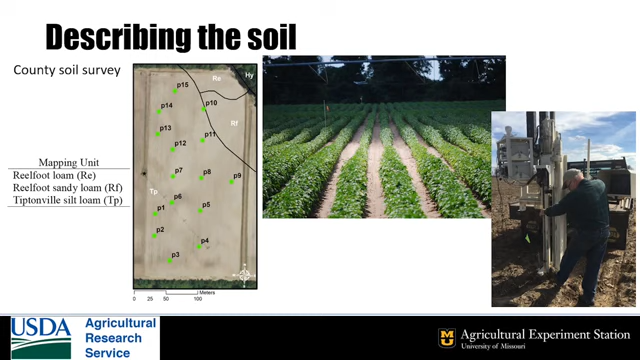 Describing the soil
County soil survey
Mapping Unit
Reelfoot loam (Re)
Reelfoot sandy loam (Rf)
Tiptonville silt loam (Tp)
Hy
Re
p15
p14
p10
Rf
p13
p11
p12
p7
p8
p9
Tp
p6
p1
p5
p2
p4
p3
0 25 50 100
Meters
USDA
Agricultural
Research
Service
Agricultural Experiment Station
University of Missouri